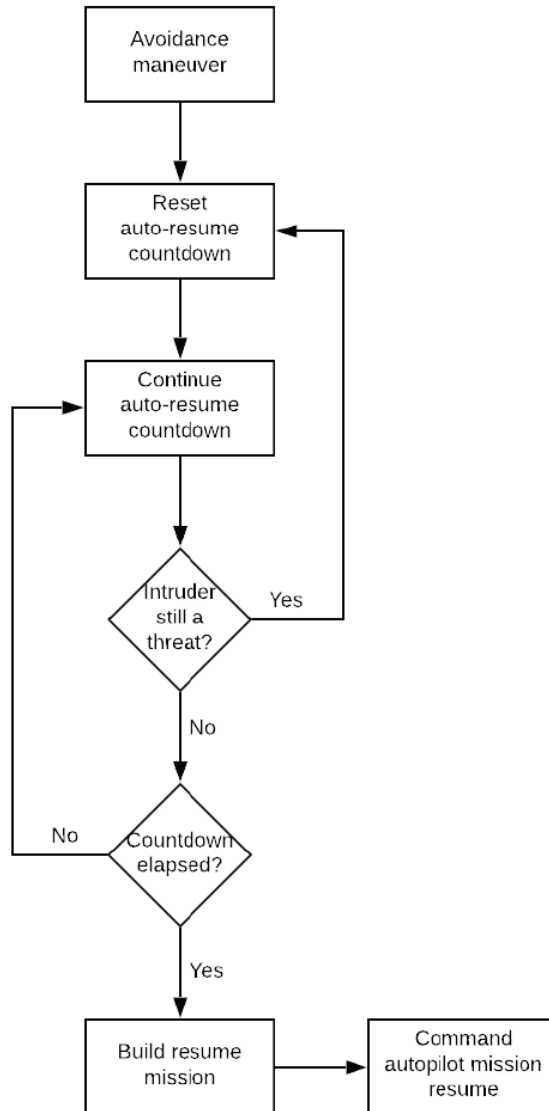 Avoidance
maneuver
Reset
auto-resume
countdown
Continue
auto-resume
countdown
Intruder
still a
threat?
Yes
No
Countdown
elapsed?
No
Yes
Build resume
mission
Command
autopilot mission
resume